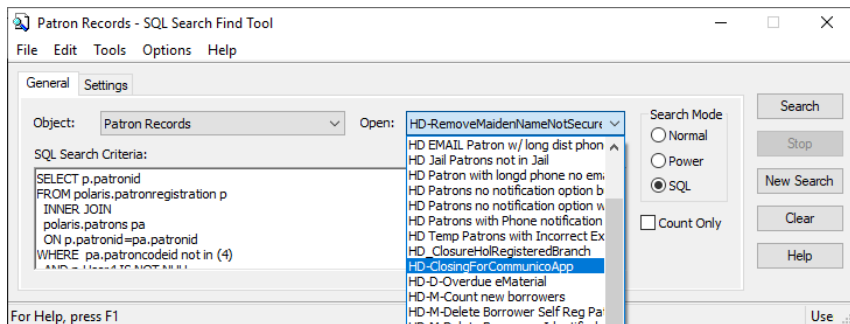 Patron Records - SQL Search Find Tool
File Edit Tools Options Help
General Settings
Object: Patron Records Open: HD-RemoveMaidenNameNotSecure
SQL Search Criteria:
SELECT p.patronid
FROM polaris.patronregistration p
INNER JOIN
polaris.patrons pa
ON p.patronid=pa.patronid
WHERE pa.patroncodeid not in (4)
HD EMAIL Patron w/ long dist phon
HD Jail Patrons not in Jail
HD Patron with longd phone no ema
HD Patrons no notification option b
HD Patrons no notification option w
HD Patrons with Phone notification
HD Temp Patrons with Incorrect Ex
HD_ClosureHolRegisteredBranch
HD-ClosingForCommunicoApp
HD-D-Overdue eMaterial
HD-M-Count new borrowers
HD-M-Delete Borrower Self Reg Pa
Search Mode
Normal
Power
SQL
Count Only
Search
Stop
New Search
Clear
Help
For Help, press F1
Use